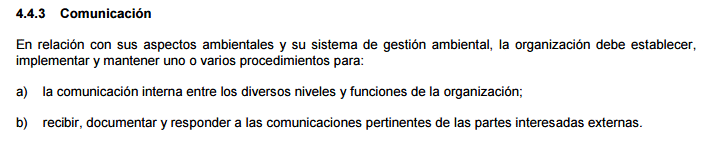 4.4.3 Comunicación
En relación con sus aspectos ambientales y su sistema de gestión ambiental, la organización debe establecer,
implementar y mantener uno o varios procedimientos para:
a) la comunicación interna entre los diversos niveles y funciones de la organización;
b) recibir, documentar y responder a las comunicaciones pertinentes de las partes interesadas externas.